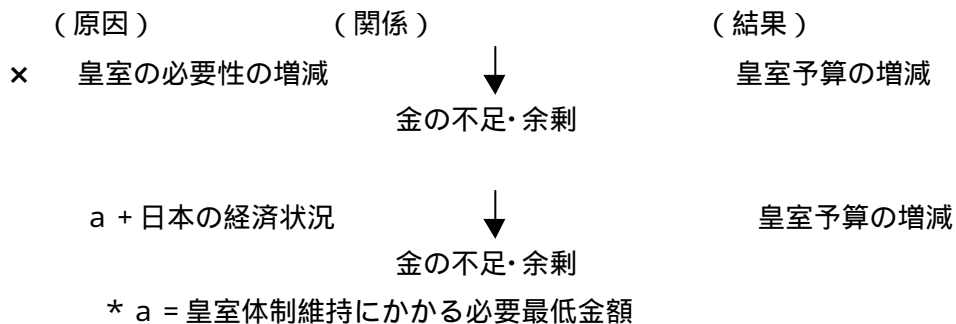 (原因) (関係) (結果)
× 皇室の必要性の増減 ↓ 皇室予算の増減
金の不足・余剰
a+日本の経済状況 ↓ 皇室予算の増減
金の不足・余剰
*a=皇室体制維持にかかる必要最低金額